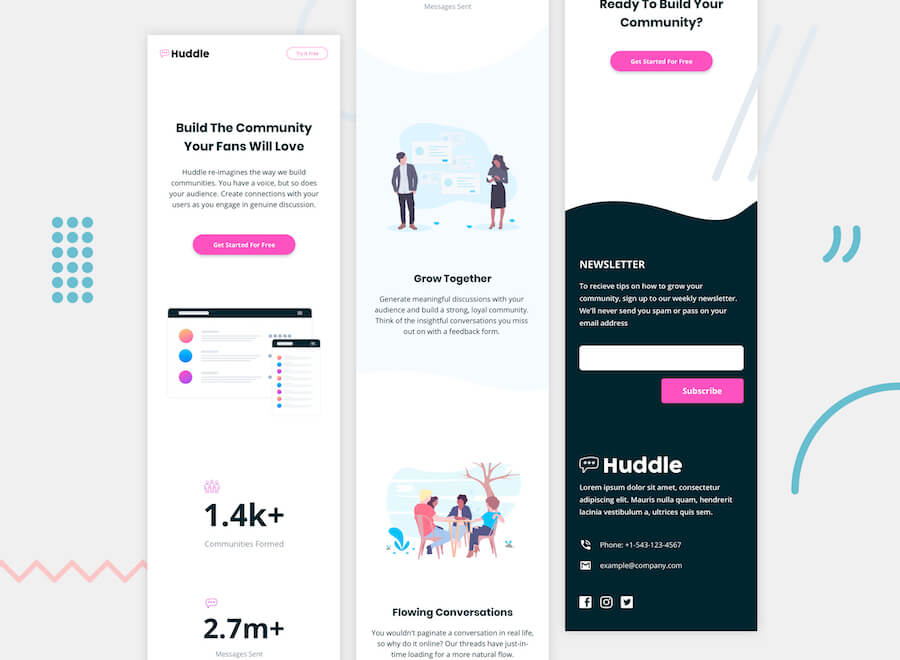 Huddle
Try It Free
Build The Community
Your Fans Will Love
Huddle re-imagines the way we build
communities. You have a voice, but so does
your audience. Create connections with your
users as you engage in genuine discussion.
Get Started For Free
1.4k+
Communities Formed
2.7m+
Messages Sent
Messages Sent
Grow Together
Generate meaningful discussions with your
audience and build a strong, loyal community.
Think of the insightful conversations you miss
out on with a feedback form.
Flowing Conversations
You wouldn't paginate a conversation in real life,
so why do it online? Our threads have just-in-
time loading for a more natural flow.
Ready To Build Your
Community?
Get Started For Free
NEWSLETTER
To recieve tips on how to grow your
community, sign up to our weekly newsletter.
We'll never send you spam or pass on your
email address
Subscribe
Huddle
Lorem ipsum dolor sit amet, consectetur
adipiscing elit. Mauris nulla quam, hendrerit
lacinia vestibulum a, ultrices quis sem.
Phone: +1-543-123-4567
example@company.com